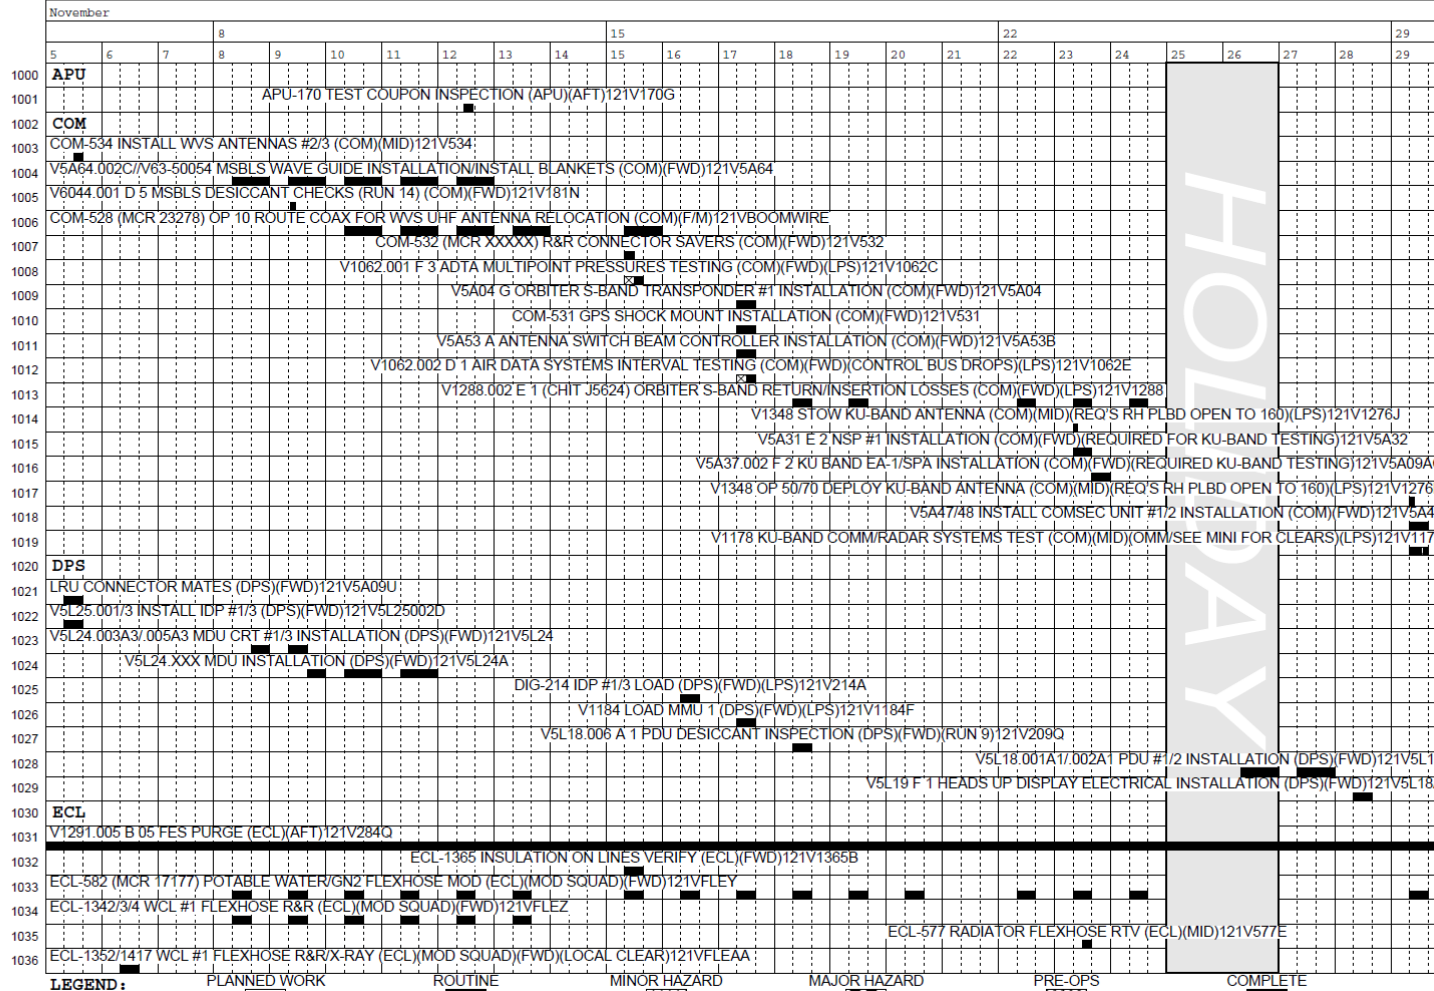 November
8 15 22 29
5 6 7 8 9 10 11 12 13 15 16 17 18 19 20 21 22 23 24 25 26 27 28 29
1000 APU
1001 APU-170 TEST COUPON INSPECTION (APU)(AFT)121V170G
1002 COM
1003 COM-534 INSTALL WVS ANTENNAS #2/3 (COM)(MID)121V534
1004 V5A64.002C//V63-50054 MSBLS WAVE GUIDE INSTALLATION/INSTALL BLANKETS (COM)(FWD)121V5A64
1005 V6044.001 D 5 MSBLS DESICCANT CHECKS (RUN 14) (COM)(FWD)121V181N
1006 COM-528 (MCR 23278) OP 10 ROUTE COAX FOR WVS UHF ANTENNA RELOCATION (COM)(F/M)121VBOOMWIRE
1007 COM-532 (MCR XXXXX) R&R CONNECTOR SAVERS (COM)(FWD)121V532
1008 V1062.001 F 3 ADTA MULTIPOINT PRESSURES TESTING (COM)(FWD)(LPS)121V1062C
1009 V5A04 G ORBITER S-BAND TRANSPONDER #1 INSTALLATION (COM)(FWD)121V5A04
1010 COM-531 GPS SHOCK MOUNT INSTALLATION (COM)(FWD)121V531
1011 V5A53 A ANTENNA SWITCH BEAM CONTROLLER INSTALLATION (COM)(FWD)121V5A53B
1012 V1062.002 D 1 AIR DATA SYSTEMS INTERVAL TESTING (COM)(FWD)(CONTROL BUS DROPS)(LPS)121V1062E
1013 V1288.002 E 1 (CHIT J5624) ORBITER S-BAND RETURN/INSERTION LOSSES (COM)(FWD)(LPS)121V1288
1014 V1348 STOW KU-BAND ANTENNA (COM)(MID)(REQ'S RH PLBD OPEN TO 160)(LPS)121V1276J
1015 V5A31 E 2 NSP #1 INSTALLATION (COM)(FWD)(REQUIRED FOR KU-BAND TESTING)121V5A32
1016 V5A37.002 F 2 KU BAND EA-1/SPA INSTALLATION (COM)(FWD)(REQUIRED KU-BAND TESTING)121V5A09A
1017 V1348 OP 50/70 DEPLOY KU-BAND ANTENNA (COM)(MID)(REQ'S RH PLBD OPEN TO 160)(LPS)121V1276
1018 V5A47/48 INSTALL COMSEC UNIT #1/2 INSTALLATION (COM)(FWD)121V5A4
1019 V1178 KU-BAND COMM/RADAR SYSTEMS TEST (COM)(MID)(OMM/SEE MINI FOR CLEARS)(LPS)121V117
1020 DPS
1021 LRU CONNECTOR MATES (DPS)(FWD)121V5A09U
1022 V5L25.001/3 INSTALL IDP #1/3 (DPS)(FWD)121V5L25002D
1023 V5L24.003A3/.005A3 MDU CRT #1/3 INSTALLATION (DPS)(FWD)121V5L24
1024 V5L24.XXX MDU INSTALLATION (DPS)(FWD)121V5L24A
1025 DIG-214 IDP #1/3 LOAD (DPS)(FWD)(LPS)121V214A
1026 V1184 LOAD MMU 1 (DPS)(FWD)(LPS)121V1184F
1027 V5L18.006 A 1 PDU DESICCANT INSPECTION (DPS)(FWD)(RUN 9)121V209Q
1028 V5L18.001A1/.002A1 PDU #1/2 INSTALLATION (DPS)(FWD)121V5L1
1029 V5L19 F 1 HEADS UP DISPLAY ELECTRICAL INSTALLATION (DPS)(FWD)121V5L18
1030 ECL
1031 V1291.005 B 05 FES PURGE (ECL)(AFT)121V284Q
1032 ECL-1365 INSULATION ON LINES VERIFY (ECL)(FWD)121V1365B
1033 ECL-582 (MCR 17177) POTABLE WATER/GN2 FLEXHOSE MOD (ECL)(MOD SQUAD)(FWD)121VFLEY
1034 ECL-1342/3/4 WCL #1 FLEXHOSE R&R (ECL)(MOD SQUAD)(FWD)121VFLEZ
1035 ECL-577 RADIATOR FLEXHOSE RTV (ECL)(MID)121V577E
1036 ECL-1352/1417 WCL #1 FLEXHOSE R&R/X-RAY (ECL)(MOD SQUAD)(FWD)(LOCAL CLEAR)121VFLEAA
HOLIDAY
LEGEND: PLANNED WORK ROUTINE MINOR HAZARD MAJOR HAZARD PRE-OPS COMPLETE